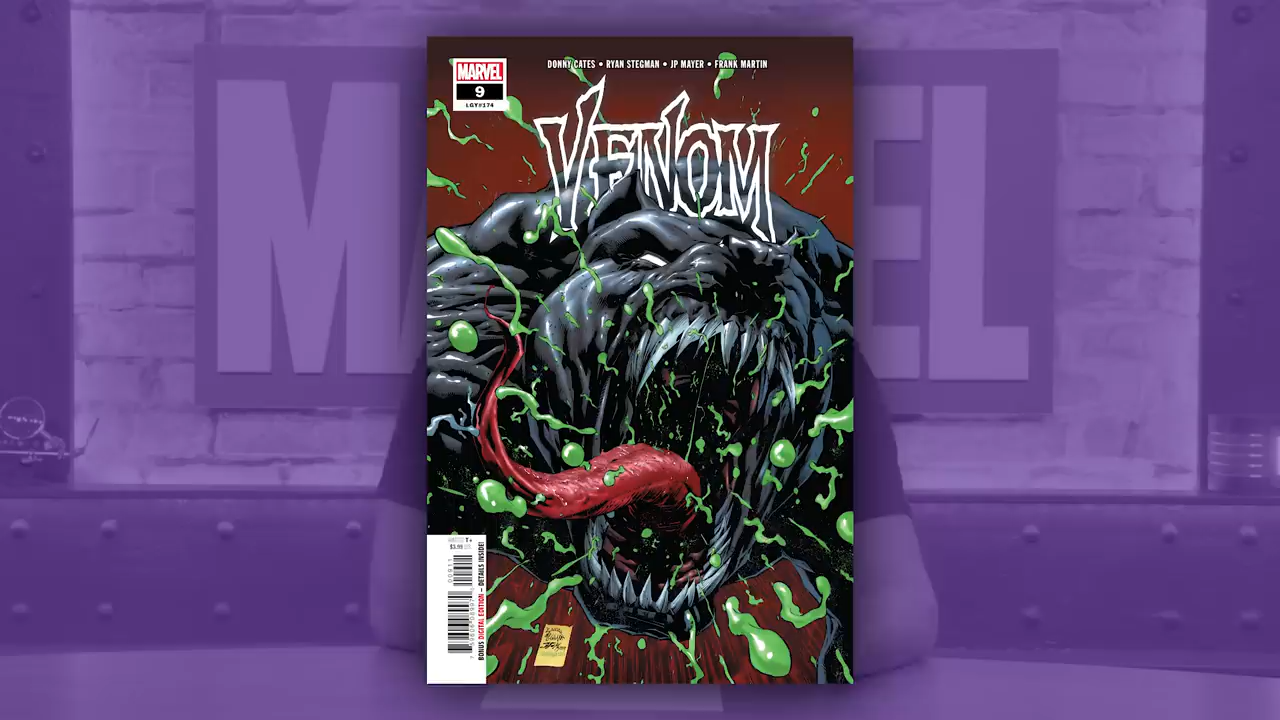 MARVEL
9
LGY#174
DONNY CATES • RYAN STEGMAN • JP MAYER • FRANK MARTIN
VENOM
T+
$3.99
00911
BONUS DIGITAL EDITION – DETAILS INSIDE!